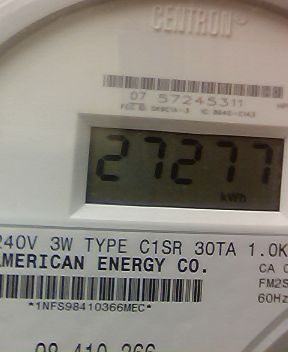 CENTRON
07 57245311
27277
kWh
240V 3W TYPE C1SR 30TA 1.0K
AMERICAN ENERGY CO.
CA
FM2S
60Hz
*1NFS98410366MEC*